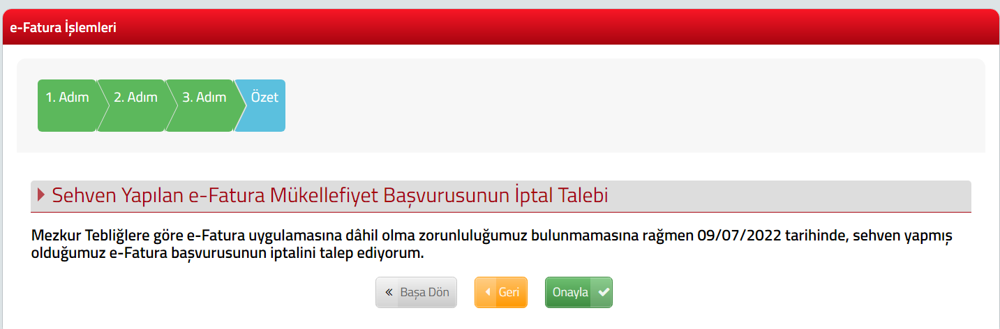 e-Fatura İşlemleri
1. Adım
2. Adım
3. Adım
Özet
Sehven Yapılan e-Fatura Mükellefiyet Başvurusunun İptal Talebi
Mezkur Tebliğlere göre e-Fatura uygulamasına dâhil olma zorunluluğumuz bulunmamasına rağmen 09/07/2022 tarihinde, sehven yapmış
olduğumuz e-Fatura başvurusunun iptalini talep ediyorum.
Başa Dön
Geri
Onayla